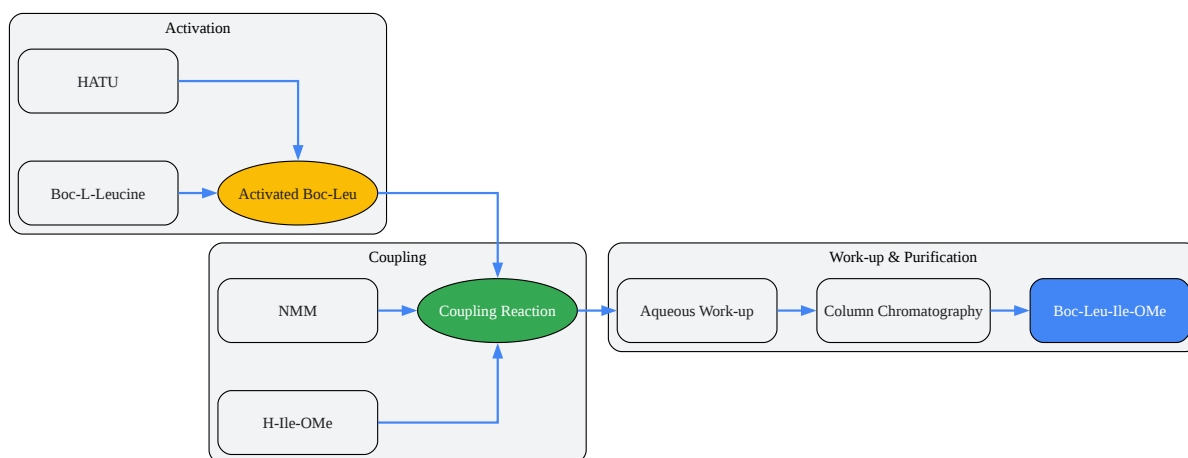 Activation
HATU
Boc-L-Leucine
Activated Boc-Leu
Coupling
NMM
Coupling Reaction
H-Ile-OMe
Work-up & Purification
Aqueous Work-up
Column Chromatography
Boc-Leu-Ile-OMe